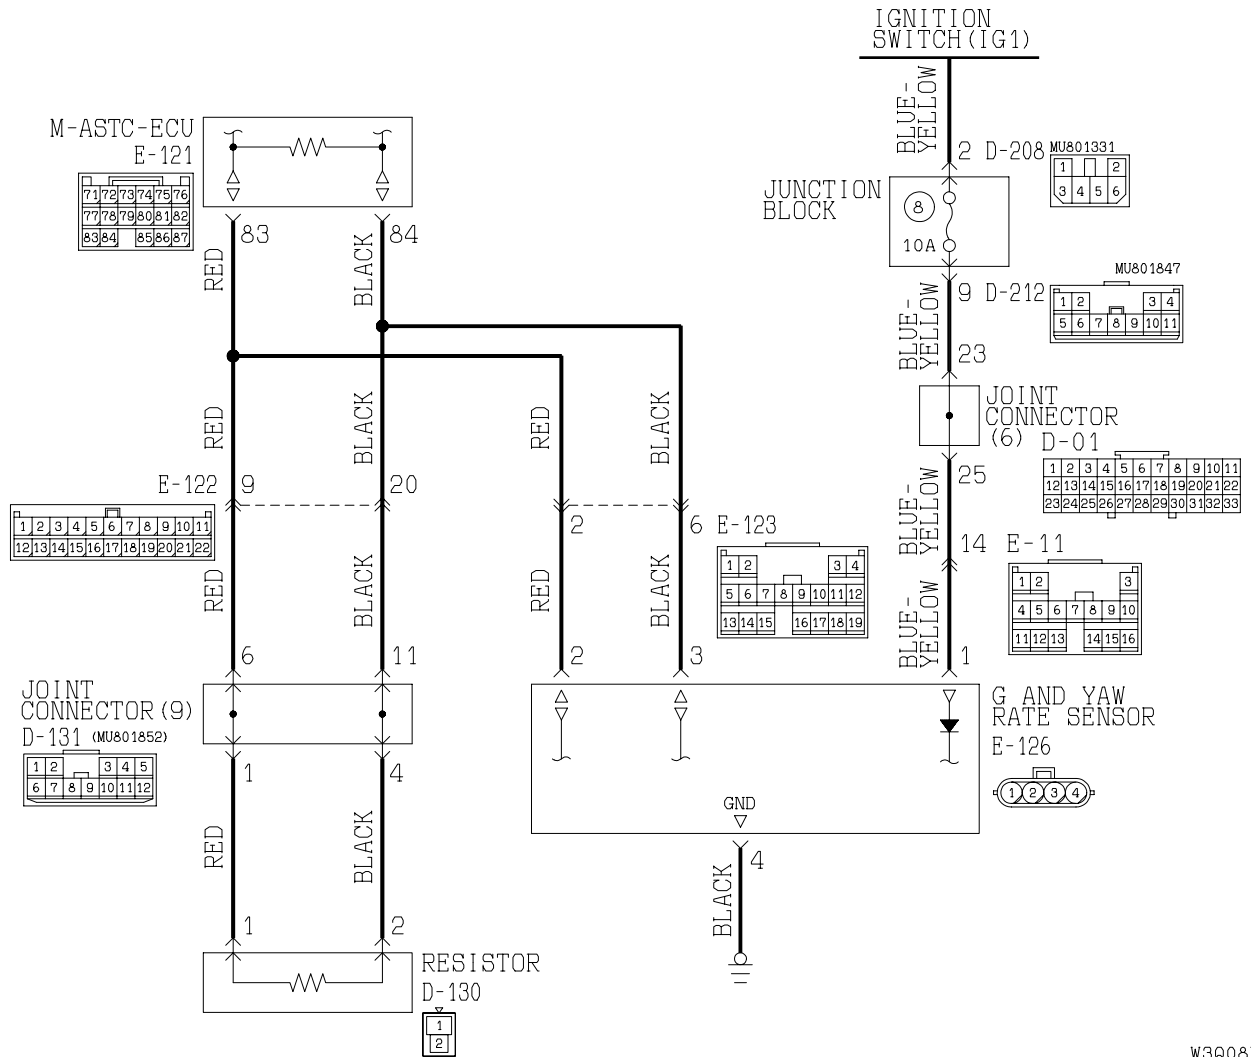 IGNITION
SWITCH(IG1)
BLUE-
YELLOW
M-ASTC-ECU
E-121
71 72 73 74 75 76
77 78 79 80 81 82
83 84 85 86 87
2 D-208 MU801331
1 2
3 4 5 6
JUNCTION
BLOCK
8
10A
83
84
RED
BLACK
9 D-212
MU801847
1 2 3 4
5 6 7 8 9 10 11
BLUE-
YELLOW
23
JOINT
CONNECTOR
(6) D-01
1 2 3 4 5 6 7 8 9 10 11
12 13 14 15 16 17 18 19 20 21 22
23 24 25 26 27 28 29 30 31 32 33
RED
BLACK
RED
BLACK
25
BLUE-
YELLOW
E-122 9
20
1 2 3 4 5 6 7 8 9 10 11
12 13 14 15 16 17 18 19 20 21 22
2
6 E-123
1 2 3 4
5 6 7 8 9 10 11 12
13 14 15 16 17 18 19
14 E-11
1 2 3
4 5 6 7 8 9 10
11 12 13 14 15 16
RED
BLACK
RED
BLACK
BLUE-
YELLOW
6
11
2
3
1
JOINT
CONNECTOR(9)
D-131 (MU801852)
1 2 3 4 5
6 7 8 9 10 11 12
G AND YAW
RATE SENSOR
E-126
1 2 3 4
1
4
GND
4
RED
BLACK
BLACK
1
2
RESISTOR
D-130
1
2